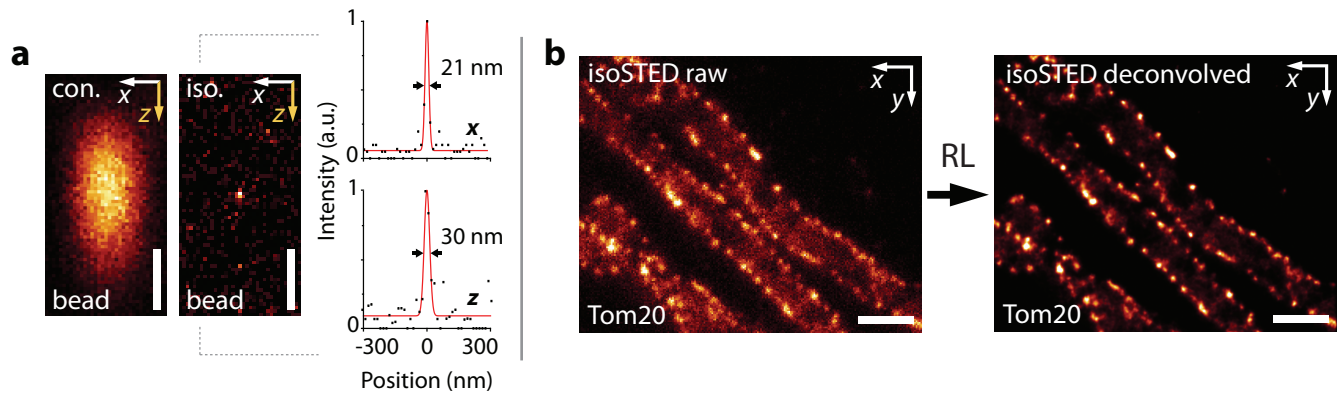 a
con.
x
z
bead
iso.
x
z
bead
Intensity (a.u.)
1
21 nm
x
0
1
30 nm
z
0
-300
0
300
Position (nm)
b
isoSTED raw
x
y
Tom20
RL
isoSTED deconvolved
x
y
Tom20